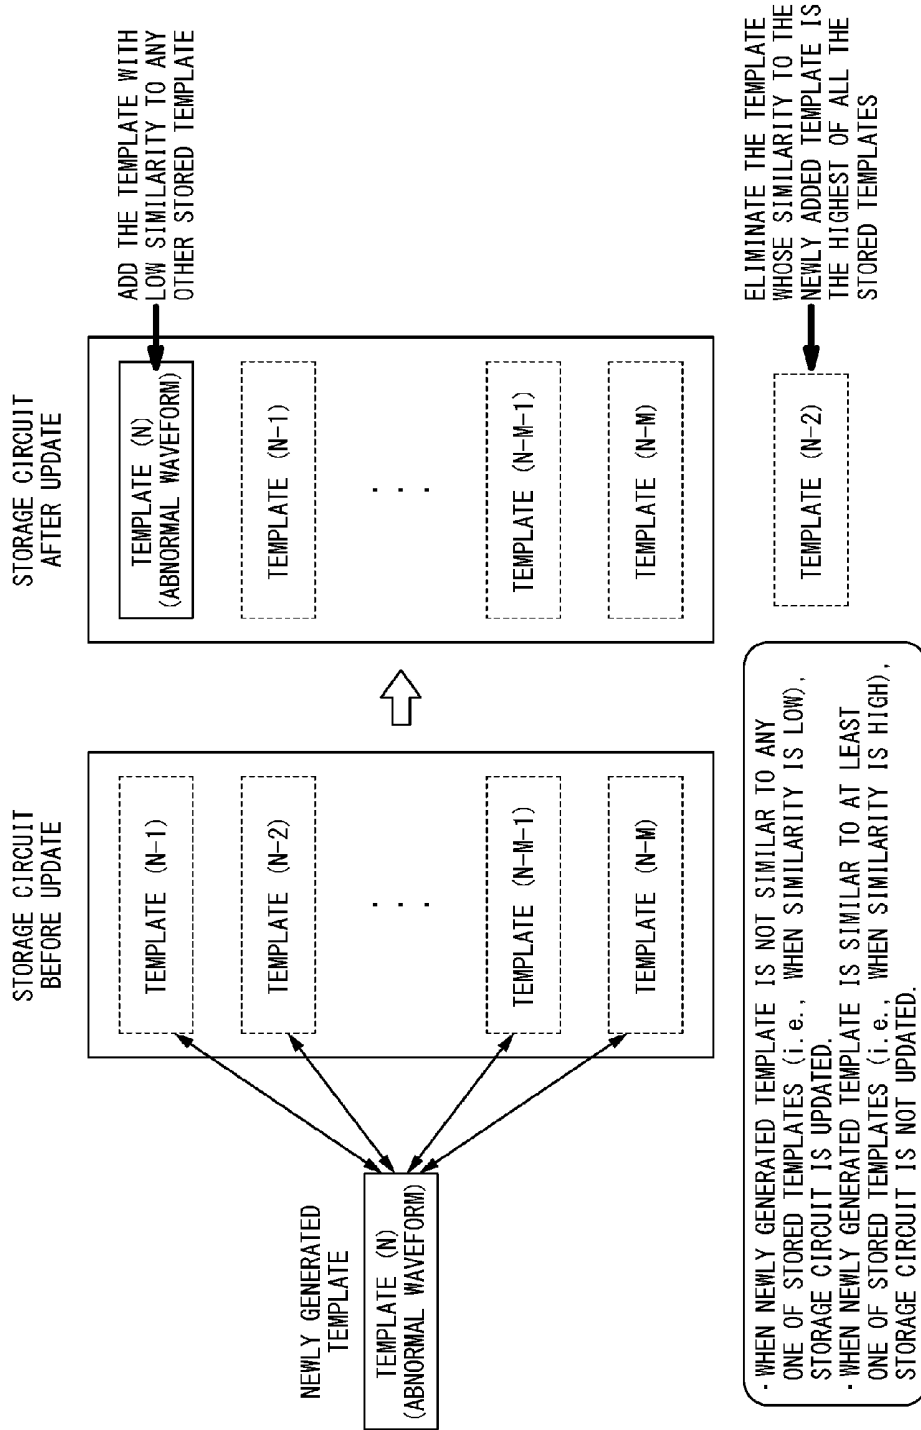 NEWLY GENERATED
TEMPLATE
TEMPLATE (N)
(ABNORMAL WAVEFORM)
STORAGE CIRCUIT
BEFORE UPDATE
TEMPLATE (N-1)
TEMPLATE (N-2)
. . .
TEMPLATE (N-M-1)
TEMPLATE (N-M)
STORAGE CIRCUIT
AFTER UPDATE
TEMPLATE (N)
(ABNORMAL WAVEFORM)
TEMPLATE (N-1)
. . .
TEMPLATE (N-M-1)
TEMPLATE (N-M)
TEMPLATE (N-2)
ADD THE TEMPLATE WITH
LOW SIMILARITY TO ANY
OTHER STORED TEMPLATE
ELIMINATE THE TEMPLATE
WHOSE SIMILARITY TO THE
NEWLY ADDED TEMPLATE IS
THE HIGHEST OF ALL THE
STORED TEMPLATES
・WHEN NEWLY GENERATED TEMPLATE IS NOT SIMILAR TO ANY
ONE OF STORED TEMPLATES (i.e., WHEN SIMILARITY IS LOW),
STORAGE CIRCUIT IS UPDATED.
・WHEN NEWLY GENERATED TEMPLATE IS SIMILAR TO AT LEAST
ONE OF STORED TEMPLATES (i.e., WHEN SIMILARITY IS HIGH),
STORAGE CIRCUIT IS NOT UPDATED.